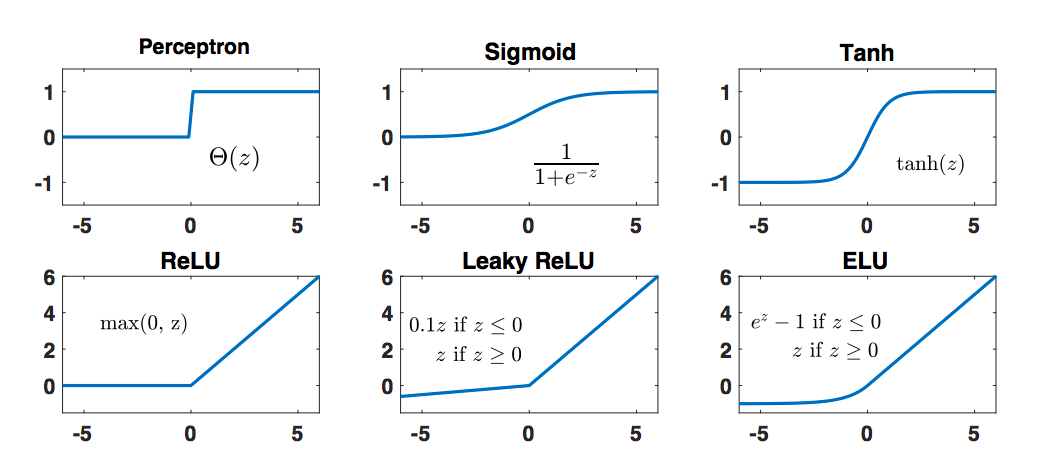 Perceptron
1
0
-1
Θ(z)
-5 0 5
Sigmoid
1
0
-1
1
1+e^{-z}
-5 0 5
Tanh
1
0
-1
tanh(z)
-5 0 5
ReLU
6
4
2
0
max(0, z)
-5 0 5
Leaky ReLU
6
4
2
0
0.1z if z ≤ 0
z if z ≥ 0
-5 0 5
ELU
6
4
2
0
e^z − 1 if z ≤ 0
z if z ≥ 0
-5 0 5